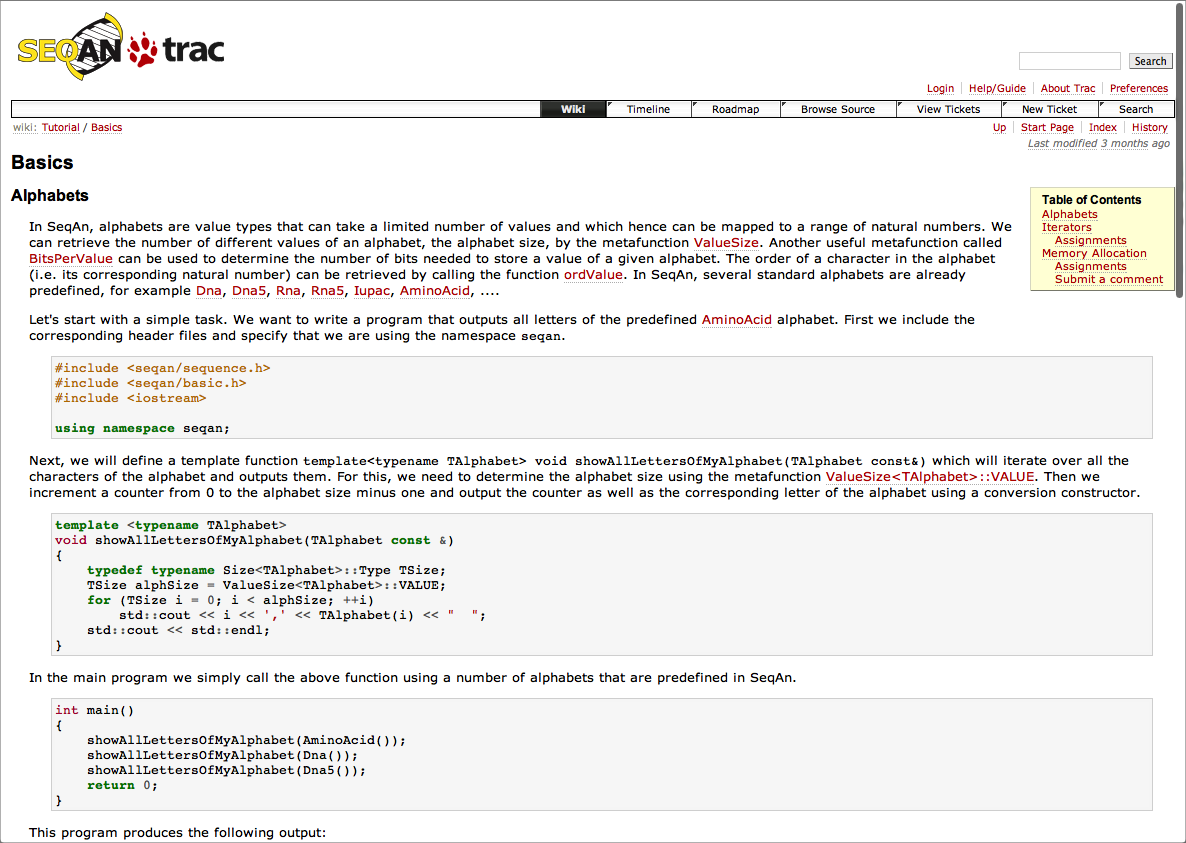 SEQAN trac
Search
Login Help/Guide About Trac Preferences
Wiki Timeline Roadmap Browse Source View Tickets New Ticket Search
wiki: Tutorial / Basics
Up Start Page Index History
Last modified 3 months ago
Basics
Alphabets
Table of Contents
Alphabets
Iterators
Assignments
Memory Allocation
Assignments
Submit a comment
In SeqAn, alphabets are value types that can take a limited number of values and which hence can be mapped to a range of natural numbers. We
can retrieve the number of different values of an alphabet, the alphabet size, by the metafunction ValueSize. Another useful metafunction called
BitsPerValue can be used to determine the number of bits needed to store a value of a given alphabet. The order of a character in the alphabet
(i.e. its corresponding natural number) can be retrieved by calling the function ordValue. In SeqAn, several standard alphabets are already
predefined, for example Dna, Dna5, Rna, Rna5, Iupac, AminoAcid, ....
Let's start with a simple task. We want to write a program that outputs all letters of the predefined AminoAcid alphabet. First we include the
corresponding header files and specify that we are using the namespace seqan.
#include <seqan/sequence.h>
#include <seqan/basic.h>
#include <iostream>
using namespace seqan;
Next, we will define a template function template<typename TAlphabet> void showAllLettersOfMyAlphabet(TAlphabet const&) which will iterate over all the
characters of the alphabet and outputs them. For this, we need to determine the alphabet size using the metafunction ValueSize<TAlphabet>::VALUE. Then we
increment a counter from 0 to the alphabet size minus one and output the counter as well as the corresponding letter of the alphabet using a conversion constructor.
template <typename TAlphabet>
void showAllLettersOfMyAlphabet(TAlphabet const &)
{
    typedef typename Size<TAlphabet>::Type TSize;
    TSize alphSize = ValueSize<TAlphabet>::VALUE;
    for (TSize i = 0; i < alphSize; ++i)
        std::cout << i << ',' << TAlphabet(i) << "  ";
    std::cout << std::endl;
}
In the main program we simply call the above function using a number of alphabets that are predefined in SeqAn.
int main()
{
    showAllLettersOfMyAlphabet(AminoAcid());
    showAllLettersOfMyAlphabet(Dna());
    showAllLettersOfMyAlphabet(Dna5());
    return 0;
}
This program produces the following output: